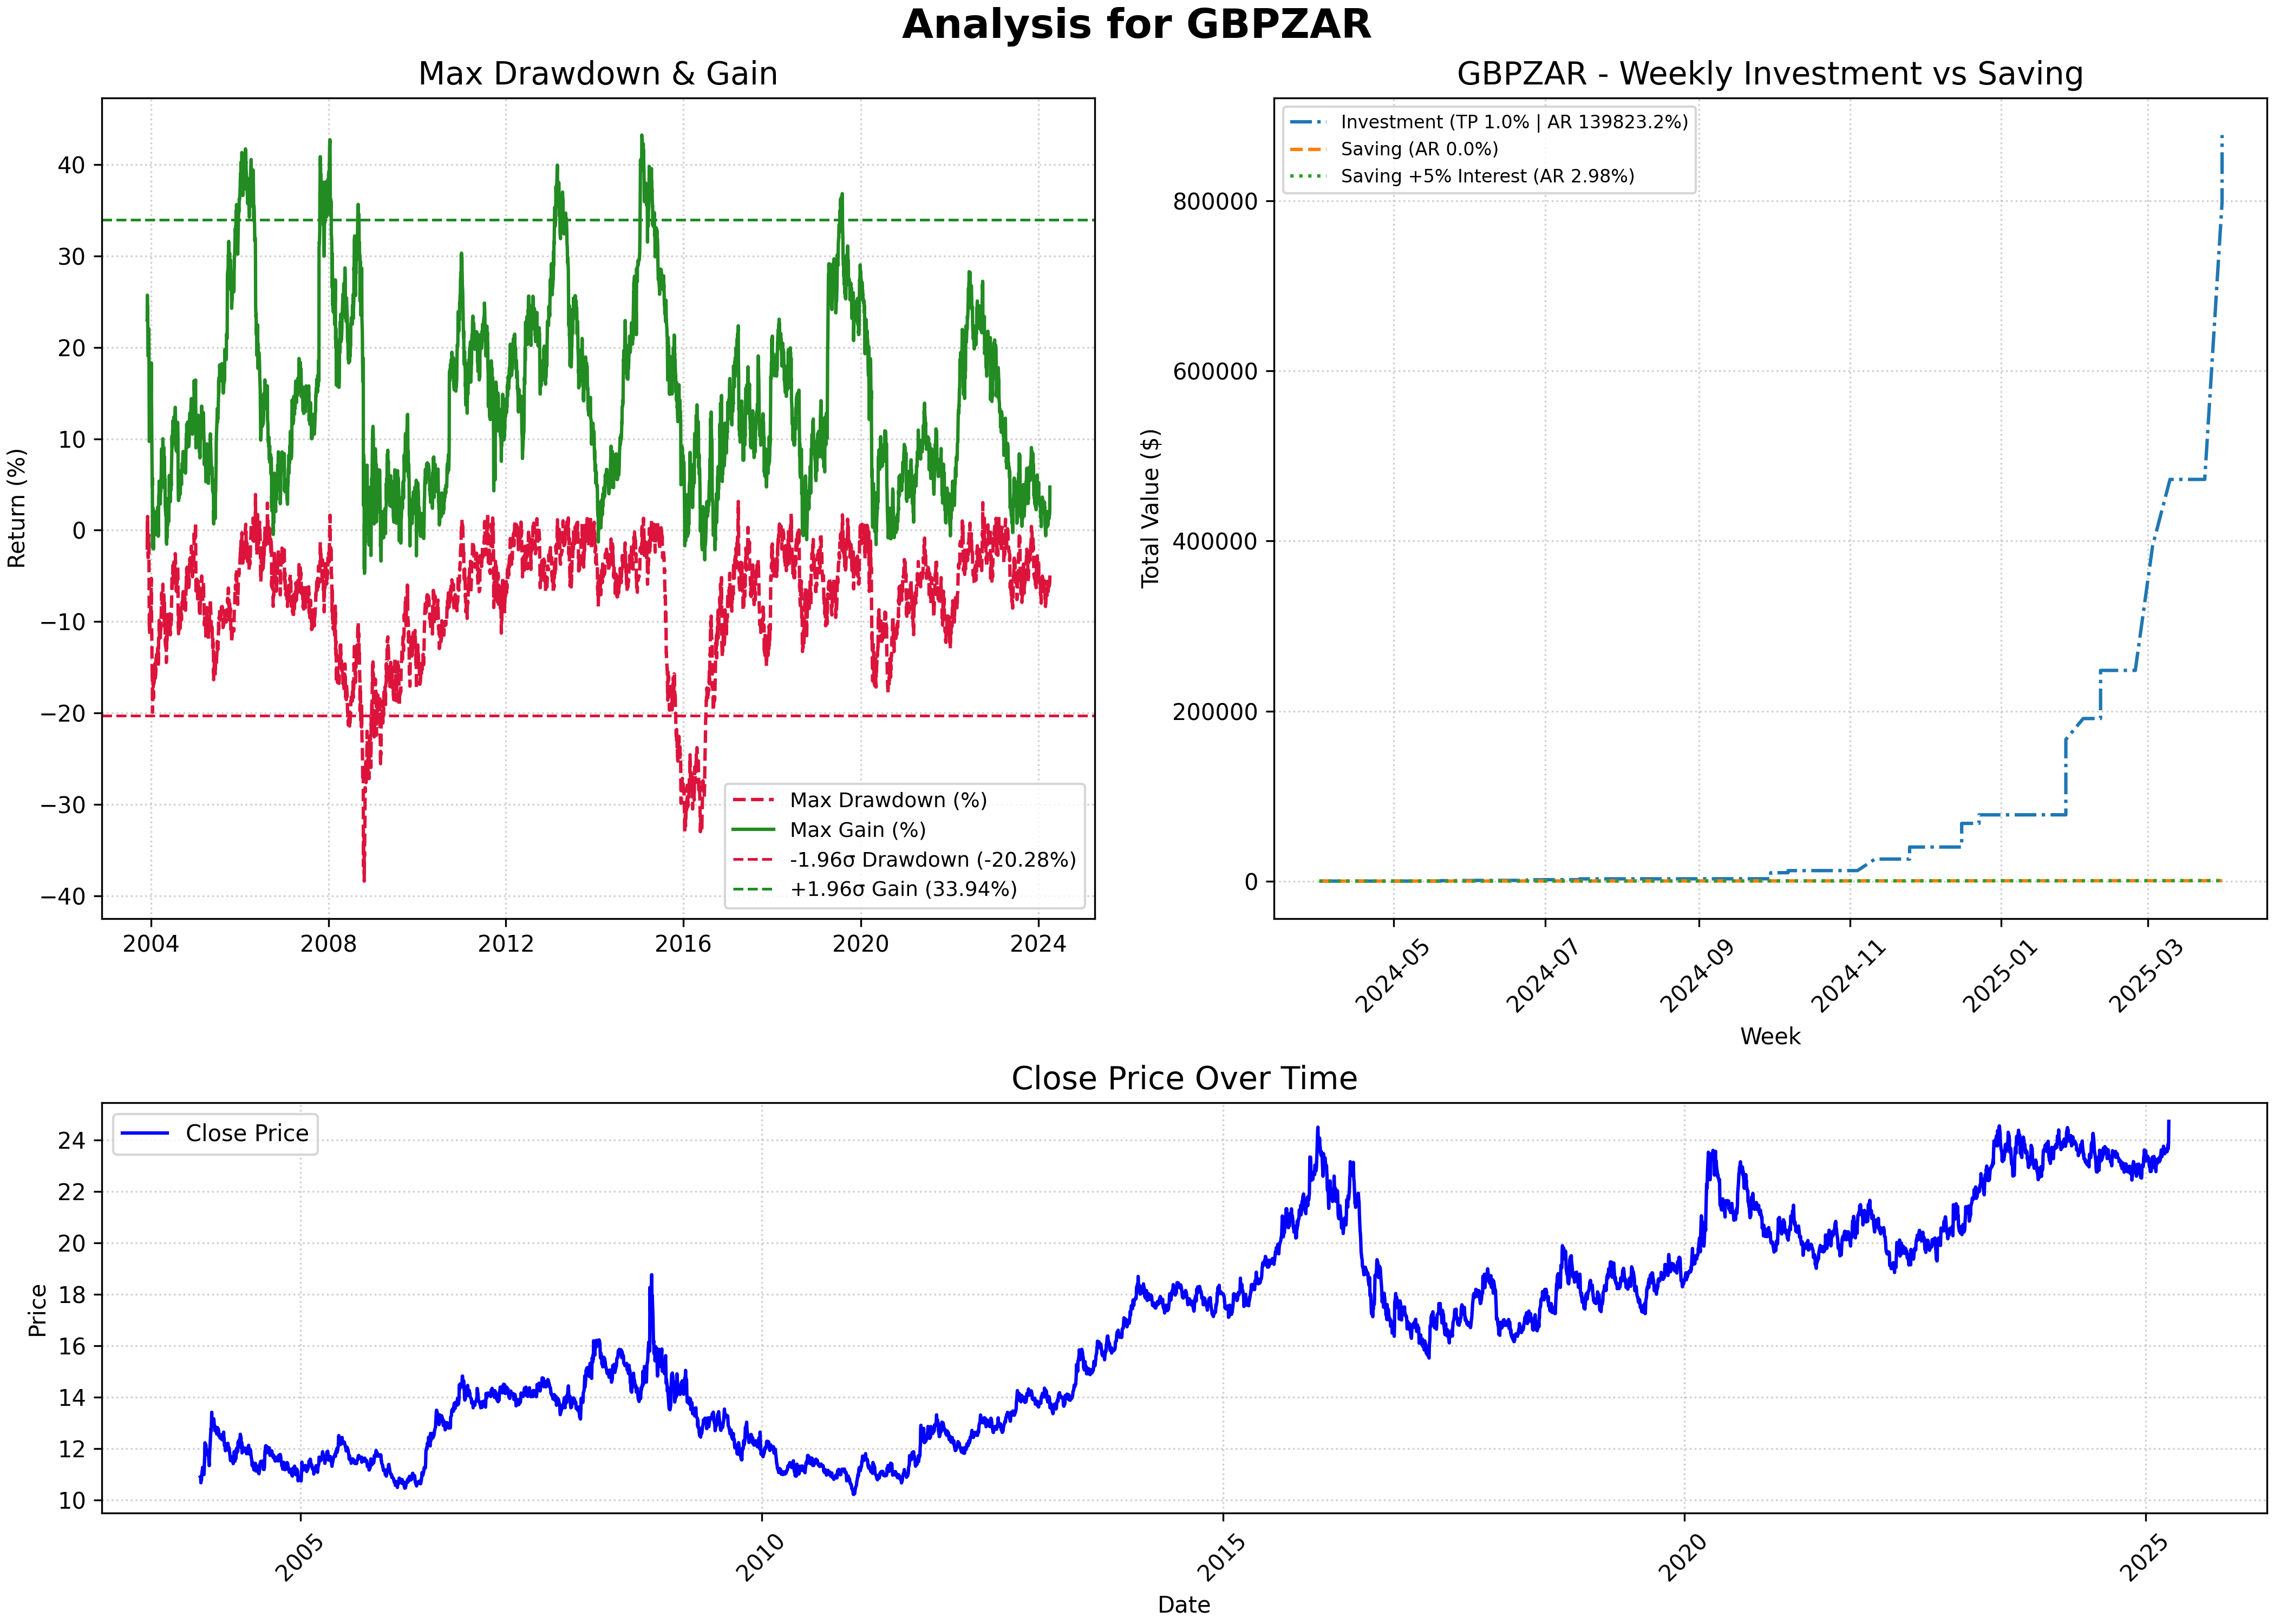 Analysis for GBPZAR
Max Drawdown & Gain
Return (%)
40
30
20
10
0
−10
−20
−30
−40
2004
2008
2012
2016
2020
2024
Max Drawdown (%)
Max Gain (%)
-1.96σ Drawdown (-20.28%)
+1.96σ Gain (33.94%)
GBPZAR - Weekly Investment vs Saving
Investment (TP 1.0% | AR 139823.2%)
Saving (AR 0.0%)
Saving +5% Interest (AR 2.98%)
Total Value ($)
800000
600000
400000
200000
0
2024-05
2024-07
2024-09
2024-11
2025-01
2025-03
Week
Close Price Over Time
Close Price
Price
24
22
20
18
16
14
12
10
2005
2010
2015
2020
2025
Date